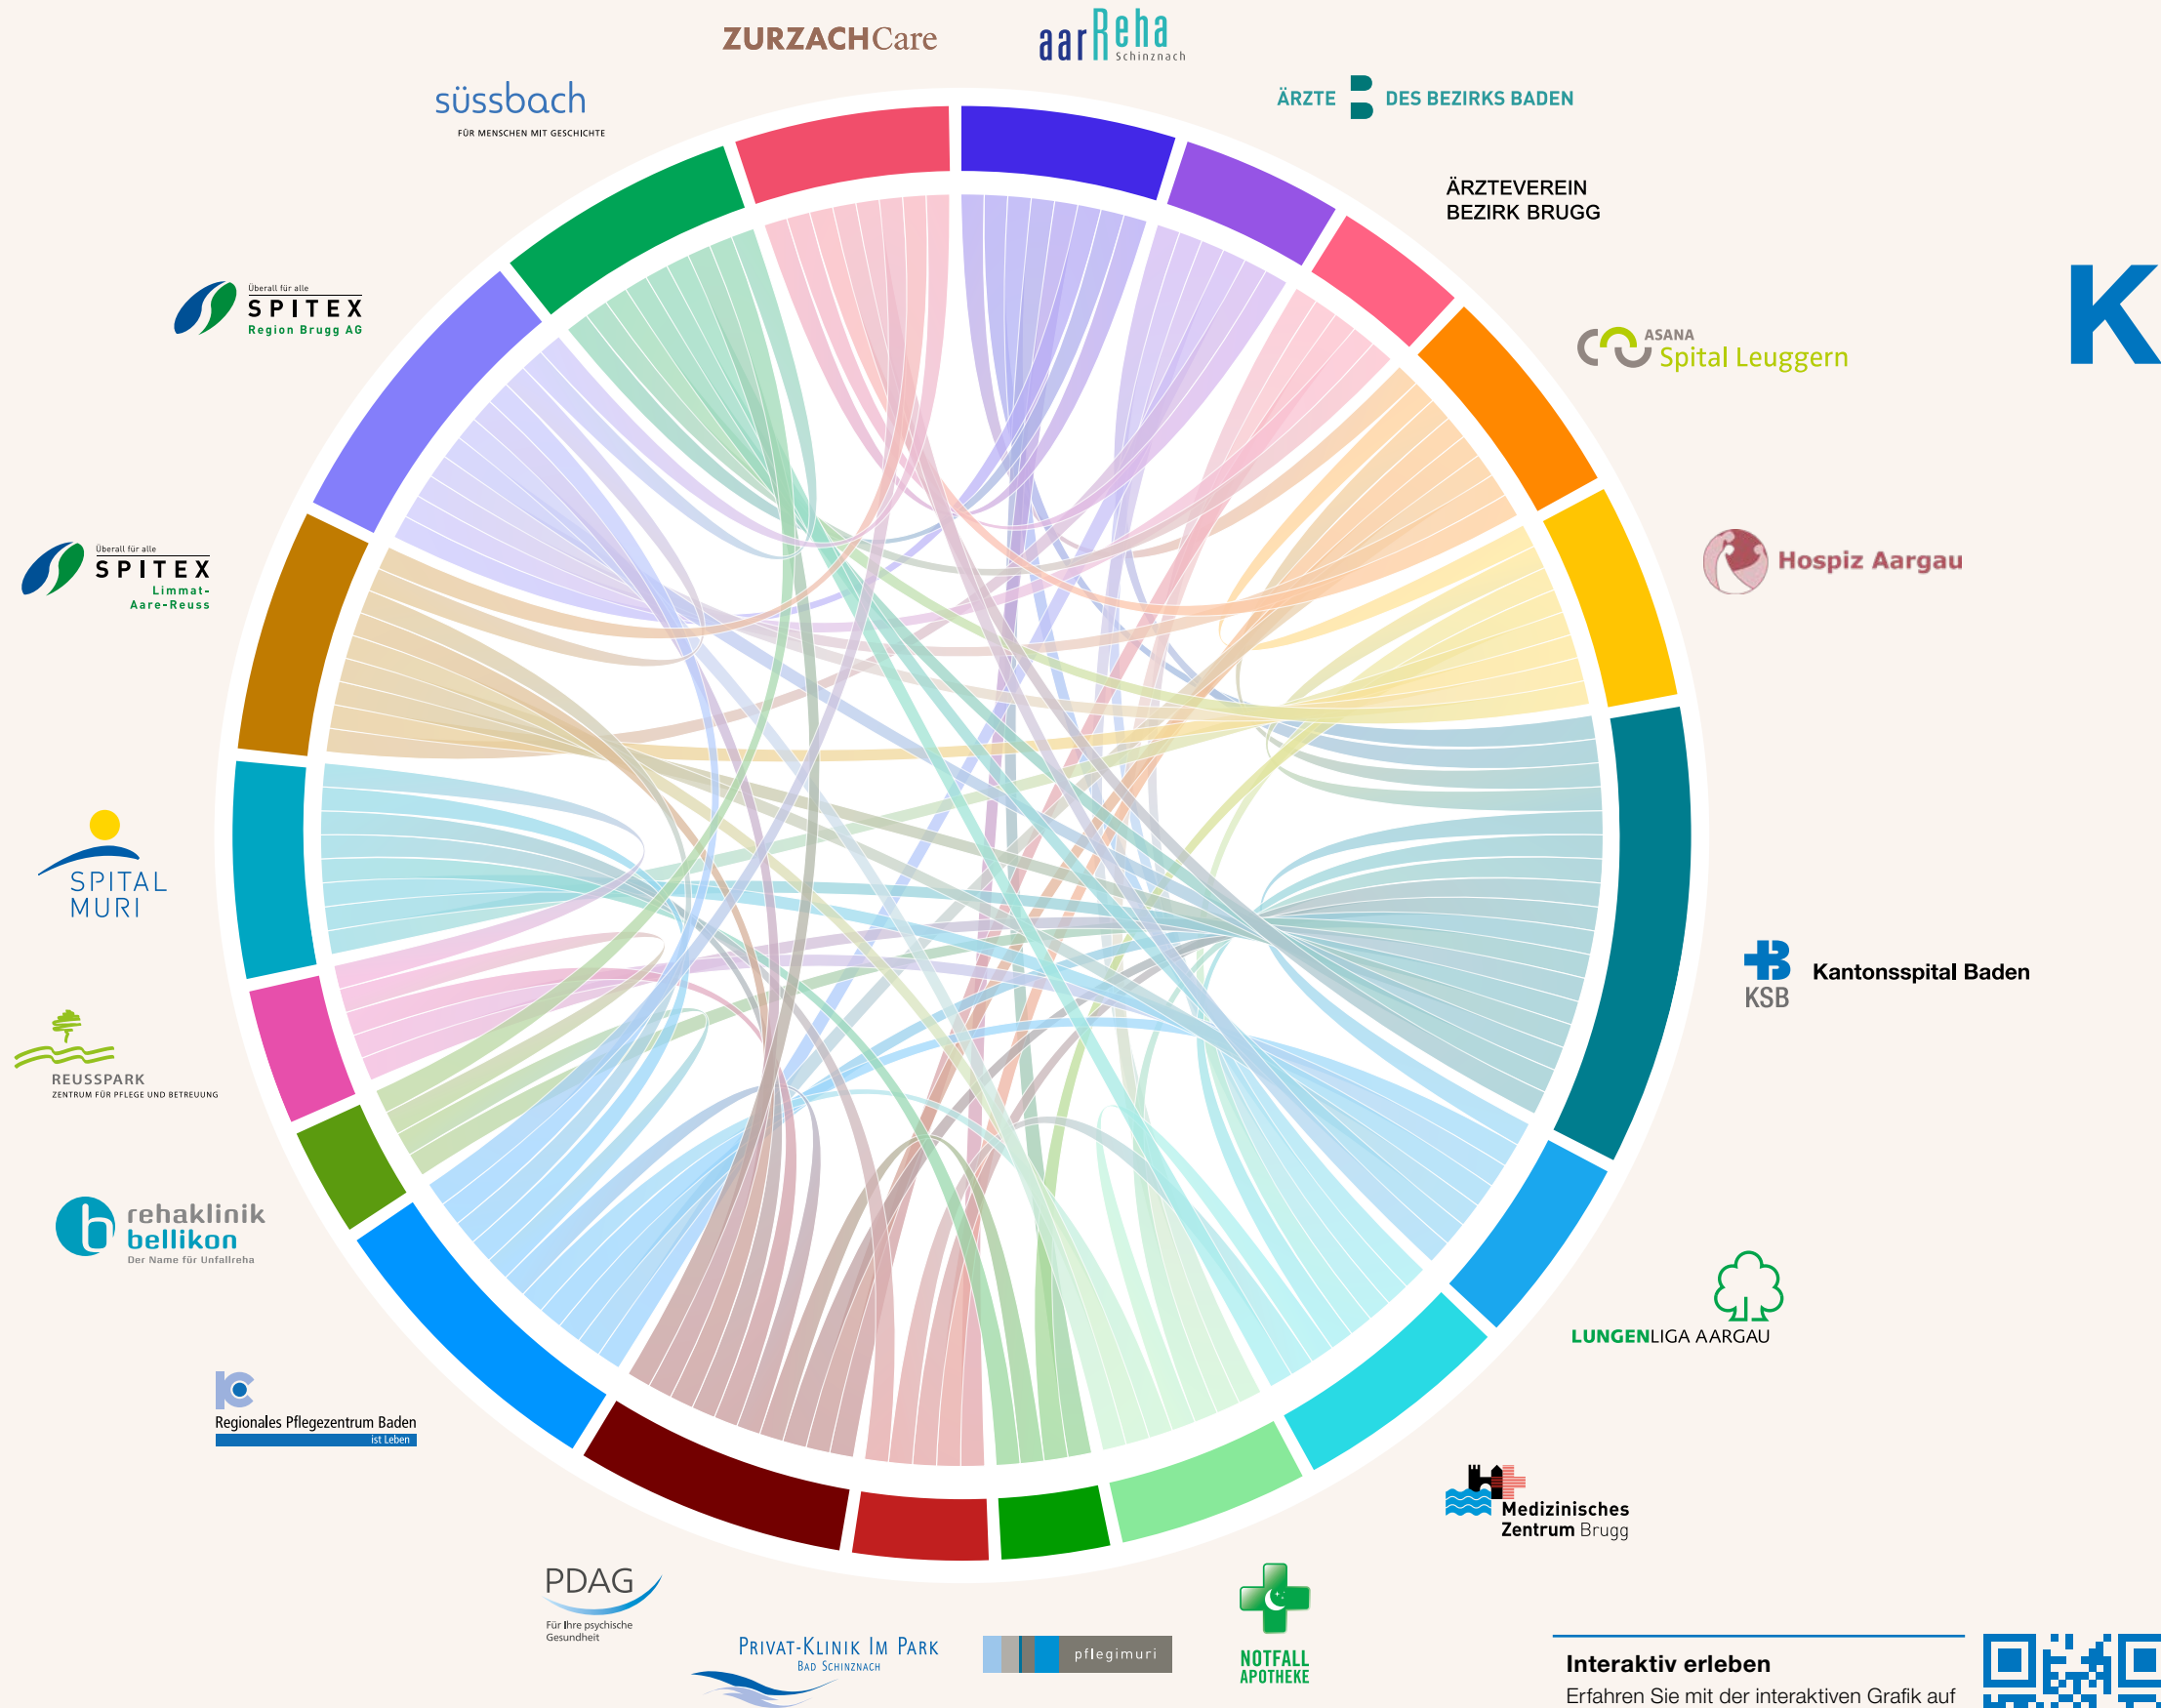 ZURZACHCare
aarReha
Schinznach
süssbach
FÜR MENSCHEN MIT GESCHICHTE
ÄRZTE B DES BEZIRKS BADEN
ÄRZTEVEREIN
BEZIRK BRUGG
K
Überall für alle
SPITEX
Region Brugg AG
ASANA
Spital Leuggern
Überall für alle
SPITEX
Limmat-
Aare-Reuss
Hospiz Aargau
SPITAL
MURI
KSB
Kantonsspital Baden
REUSSPARK
ZENTRUM FÜR PFLEGE UND BETREUUNG
rehaklinik
bellikon
Der Name für Unfallreha
LUNGENLIGA AARGAU
Regionales Pflegezentrum Baden
ist Leben
Medizinisches
Zentrum Brugg
PDAG
Für Ihre psychische
Gesundheit
PRIVAT-KLINIK IM PARK
BAD SCHINZNACH
pflegimuri
NOTFALL
APOTHEKE
Interaktiv erleben
Erfahren Sie mit der interaktiven Grafik auf